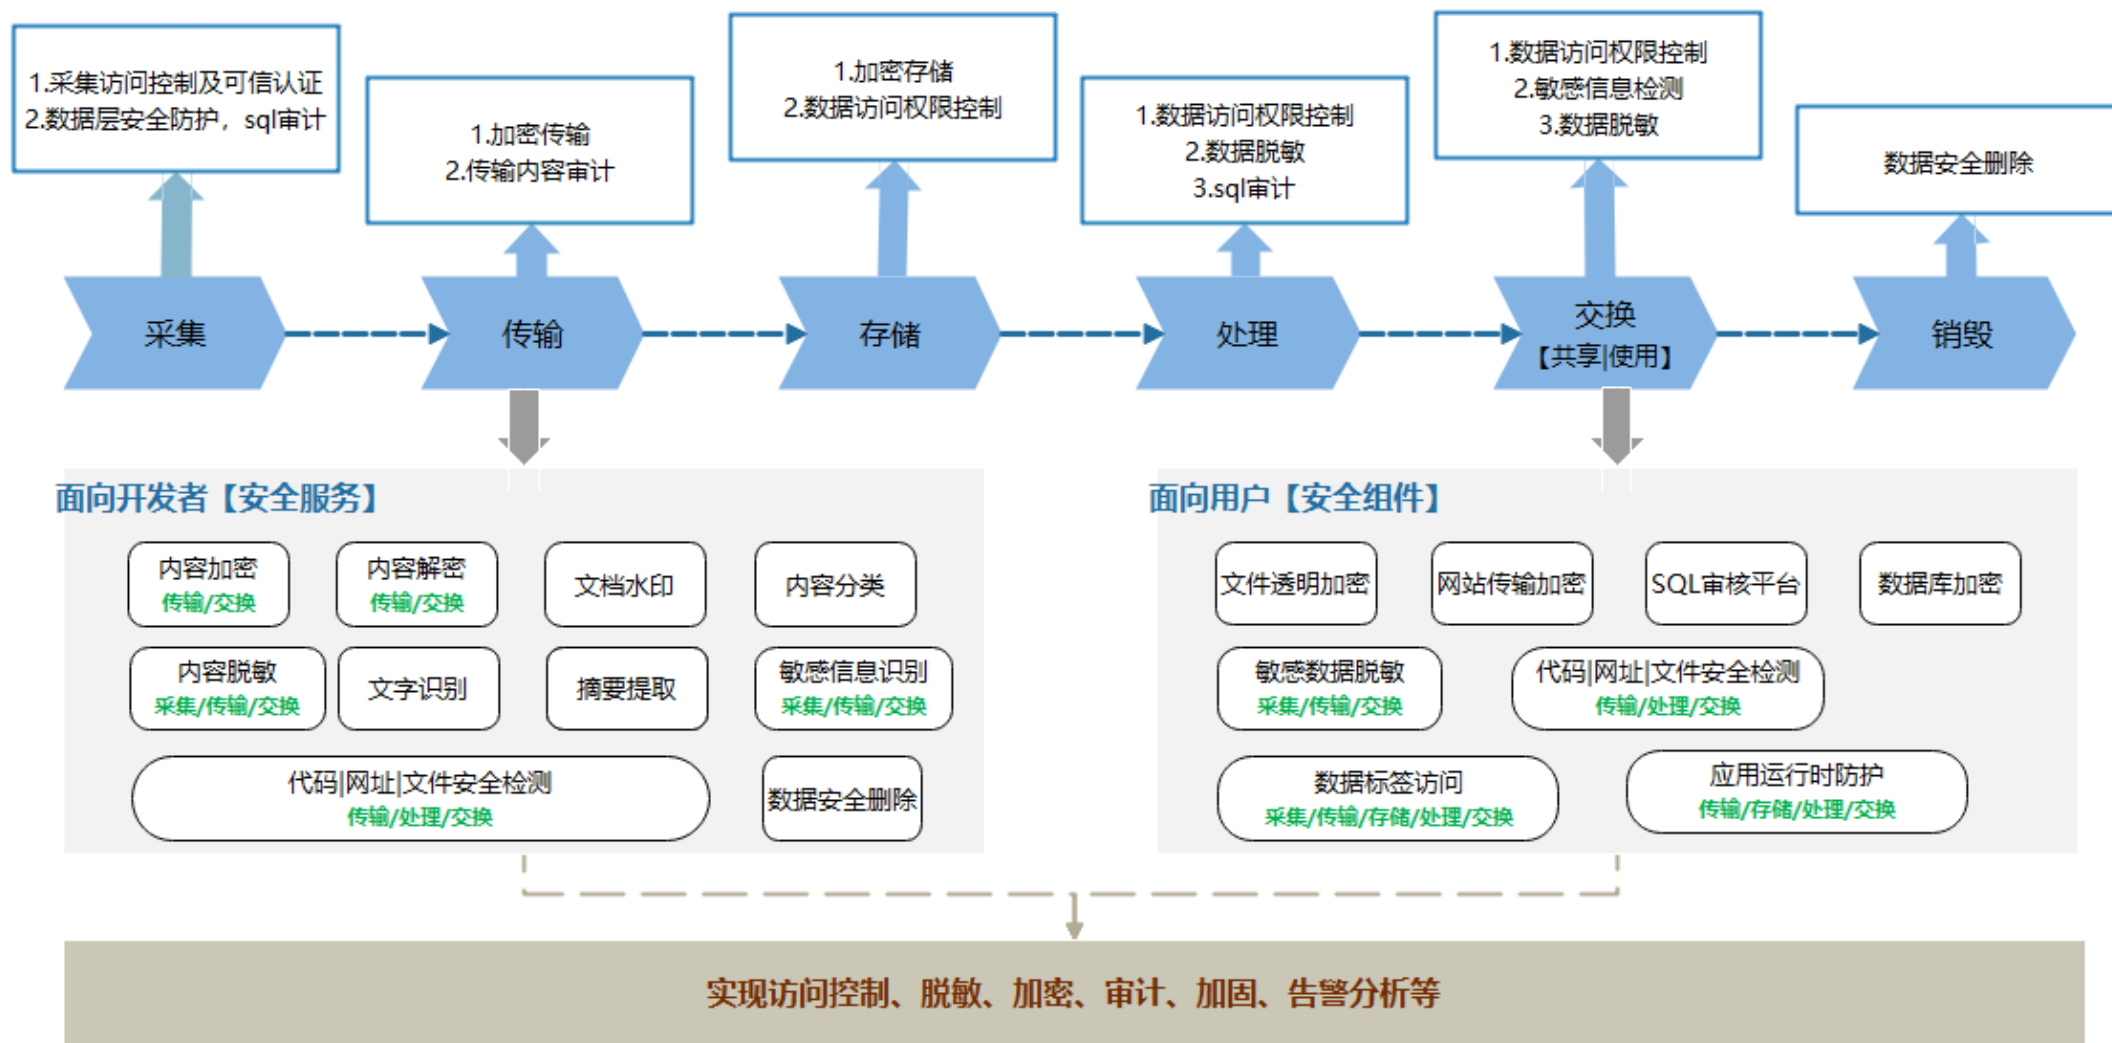 1.采集访问控制及可信认证
2.数据层安全防护，sql审计
1.加密传输
2.传输内容审计
1.加密存储
2.数据访问权限控制
1.数据访问权限控制
2.数据脱敏
3.sql审计
1.数据访问权限控制
2.敏感信息检测
3.数据脱敏
数据安全删除
采集
传输
存储
处理
交换
【共享|使用】
销毁
面向开发者【安全服务】
内容加密
传输/交换
内容解密
传输/交换
文档水印
内容分类
内容脱敏
采集/传输/交换
文字识别
摘要提取
敏感信息识别
采集/传输/交换
代码|网址|文件安全检测
传输/处理/交换
数据安全删除
面向用户【安全组件】
文件透明加密
网站传输加密
SQL审核平台
数据库加密
敏感数据脱敏
采集/传输/交换
代码|网址|文件安全检测
传输/处理/交换
数据标签访问
采集/传输/存储/处理/交换
应用运行时防护
传输/存储/处理/交换
实现访问控制、脱敏、加密、审计、加固、告警分析等